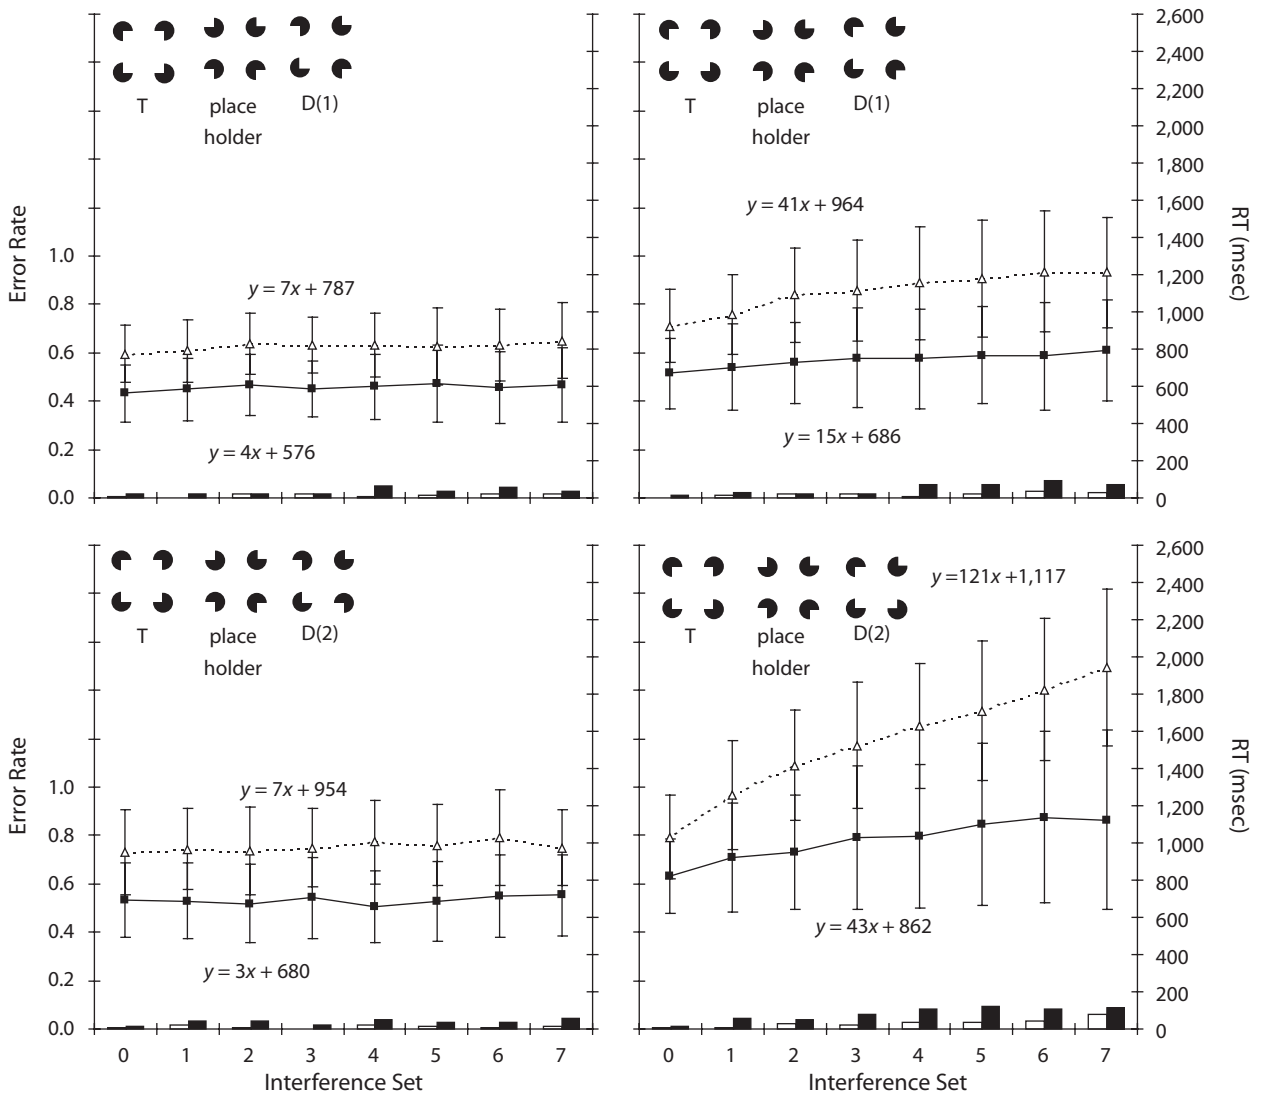 T
place
holder
D(1)
y = 7x + 787
y = 4x + 576
Error Rate
1.0
0.8
0.6
0.4
0.2
0.0
T
place
holder
D(1)
y = 41x + 964
y = 15x + 686
2,600
2,400
2,200
2,000
1,800
1,600
1,400
1,200
1,000
800
600
400
200
0
RT (msec)
T
place
holder
D(2)
y = 7x + 954
y = 3x + 680
Error Rate
1.0
0.8
0.6
0.4
0.2
0.0
0 1 2 3 4 5 6 7
Interference Set
T
place
holder
D(2)
y =121x +1,117
y = 43x + 862
2,600
2,400
2,200
2,000
1,800
1,600
1,400
1,200
1,000
800
600
400
200
0
RT (msec)
0 1 2 3 4 5 6 7
Interference Set